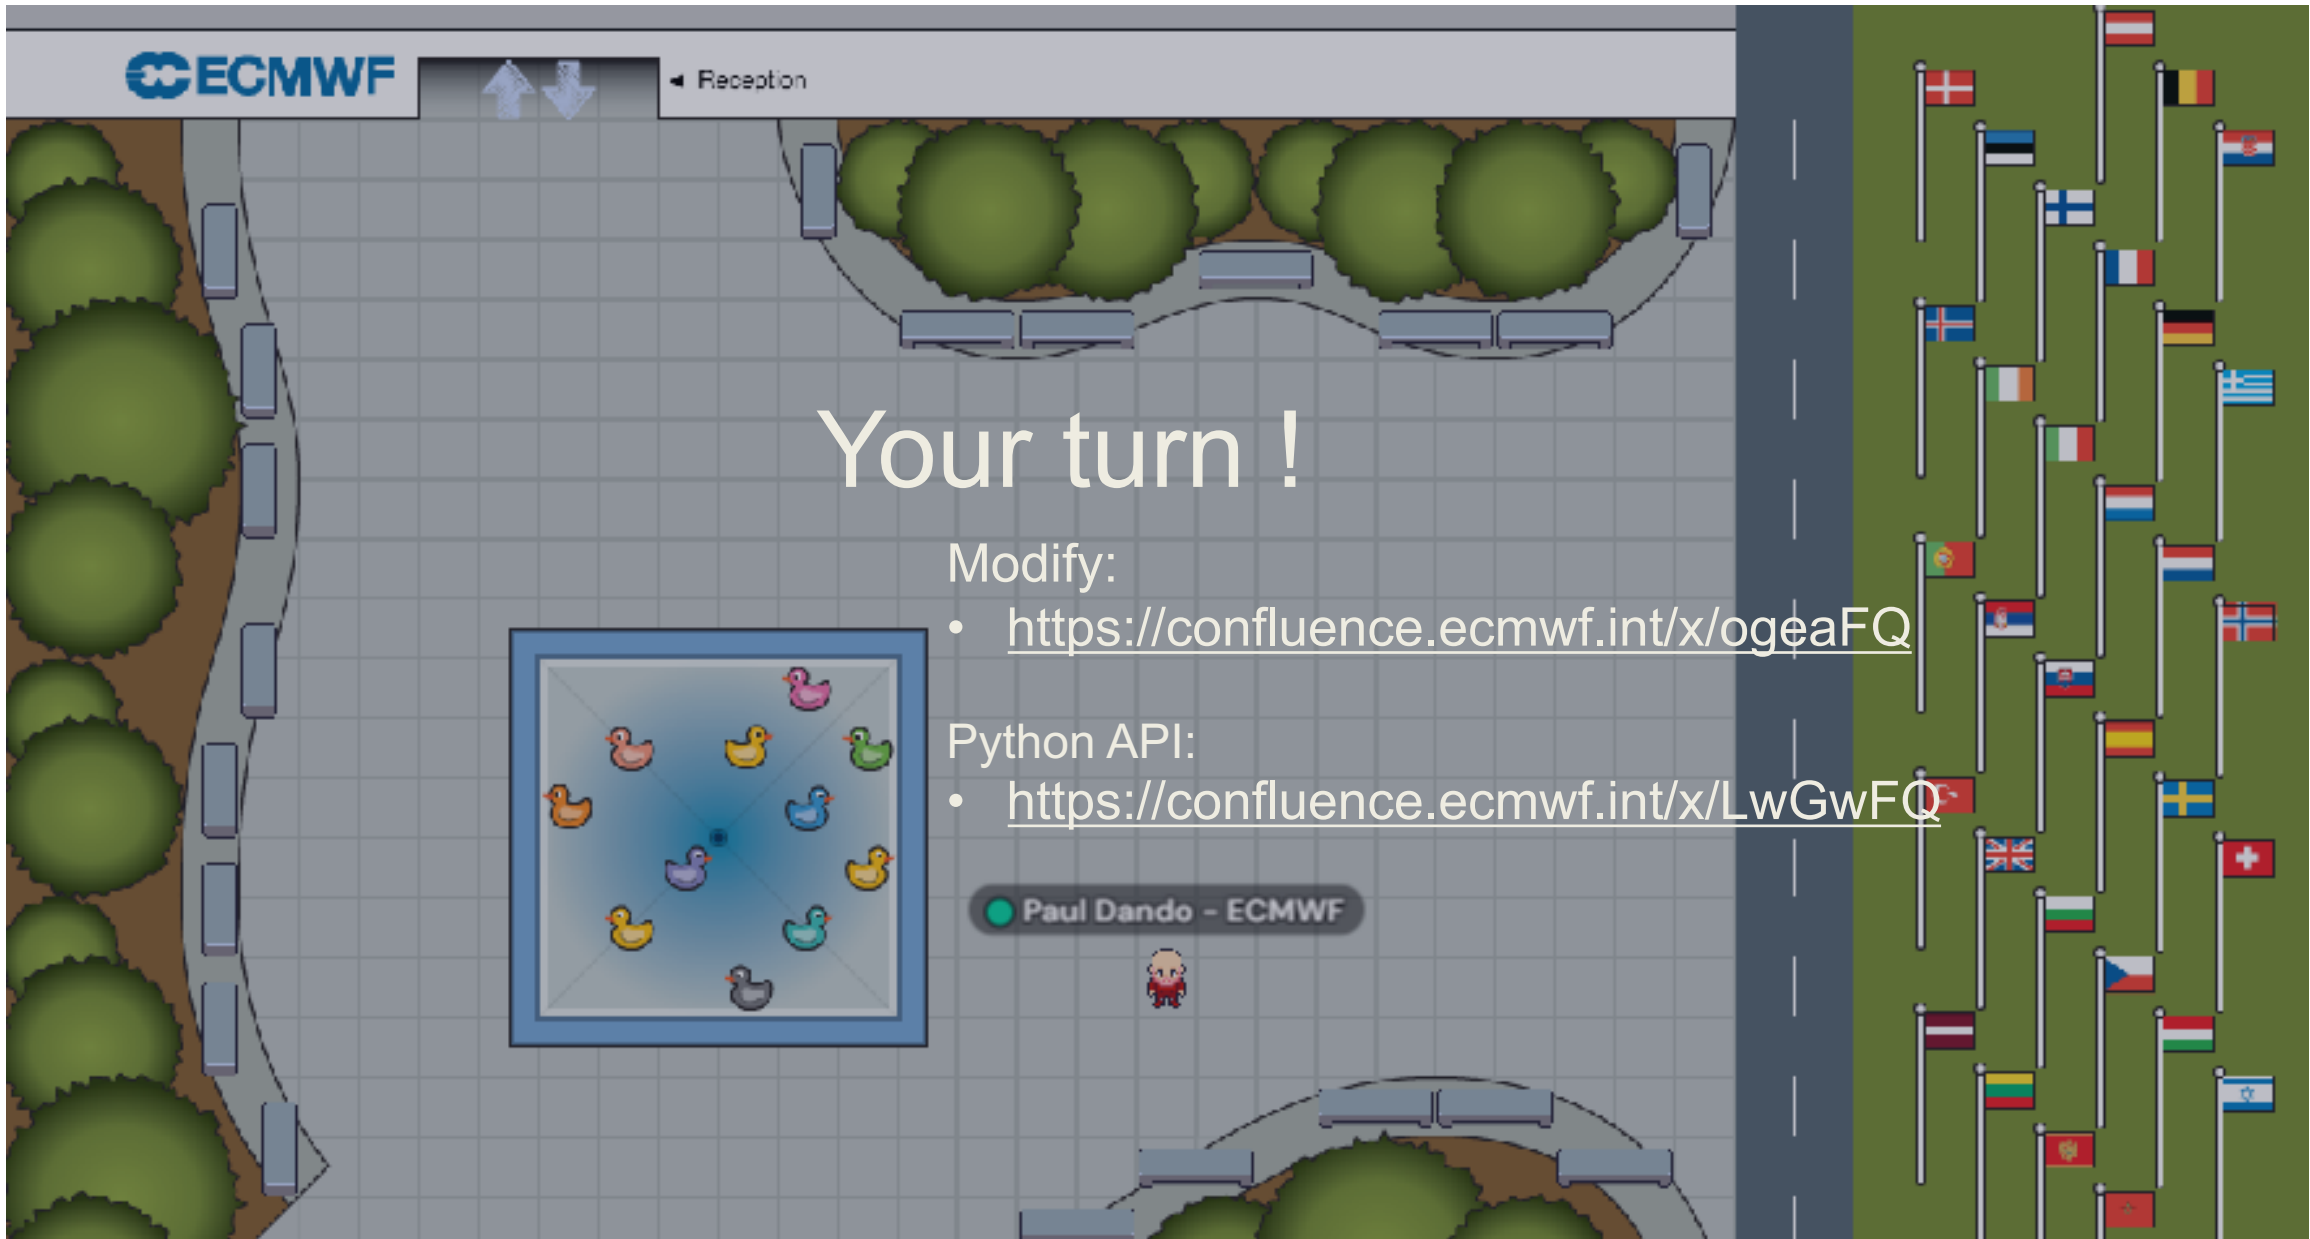 ECMWF
◄ Reception
Your turn !
Modify:
• https://confluence.ecmwf.int/x/ogeaFQ
Python API:
• https://confluence.ecmwf.int/x/LwGwFQ
Paul Dando - ECMWF